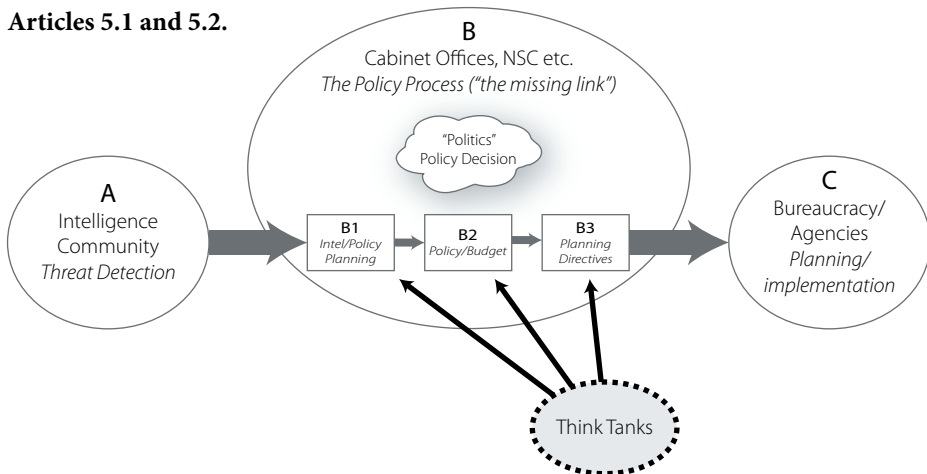 Articles 5.1 and 5.2.
B
Cabinet Offices, NSC etc.
The Policy Process (“the missing link”)
“Politics”
Policy Decision
A
Intelligence
Community
Threat Detection
B1
Intel/Policy
Planning
B2
Policy/Budget
B3
Planning
Directives
C
Bureaucracy/
Agencies
Planning/
implementation
Think Tanks